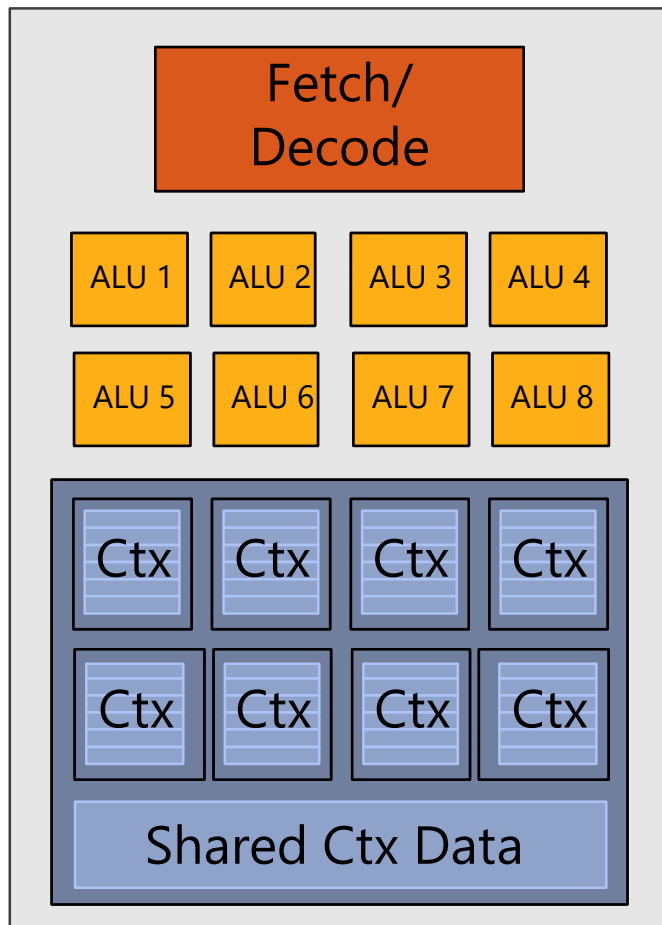 Fetch/
Decode
ALU 1 ALU 2 ALU 3 ALU 4
ALU 5 ALU 6 ALU 7 ALU 8
Ctx Ctx Ctx Ctx
Ctx Ctx Ctx Ctx
Shared Ctx Data